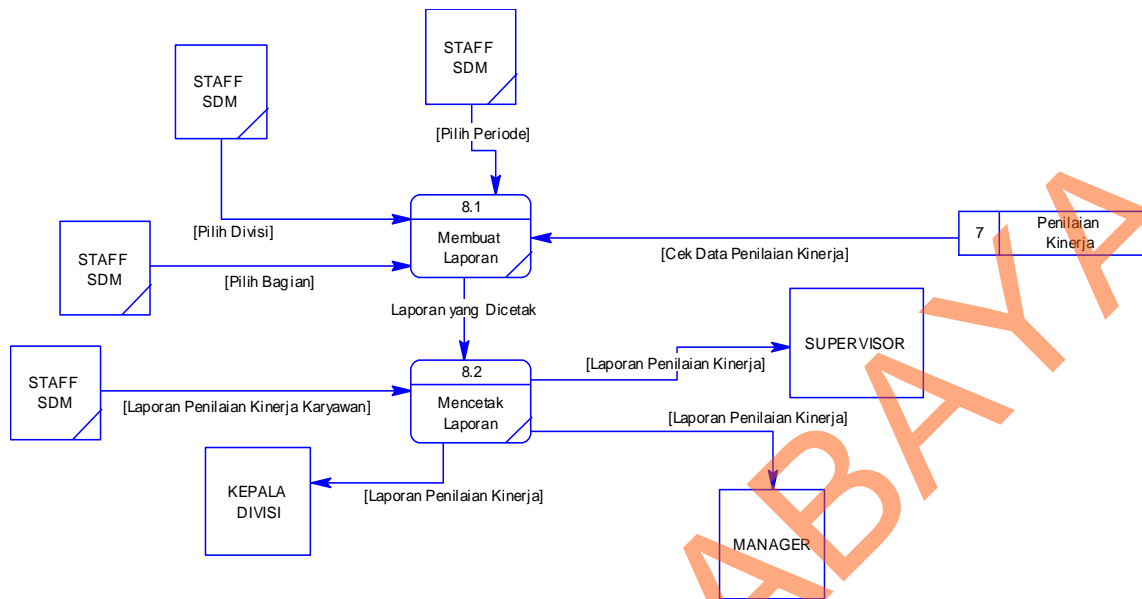 STAFF
SDM
STAFF
SDM
[Pilih Periode]
8.1
Membuat
Laporan
[Pilih Divisi]
7
Penilaian
Kinerja
[Cek Data Penilaian Kinerja]
STAFF
SDM
[Pilih Bagian]
Laporan yang Dicetak
SUPERVISOR
[Laporan Penilaian Kinerja]
STAFF
SDM
[Laporan Penilaian Kinerja Karyawan]
8.2
Mencetak
Laporan
[Laporan Penilaian Kinerja]
KEPALA
DIVISI
[Laporan Penilaian Kinerja]
MANAGER
ABAYA